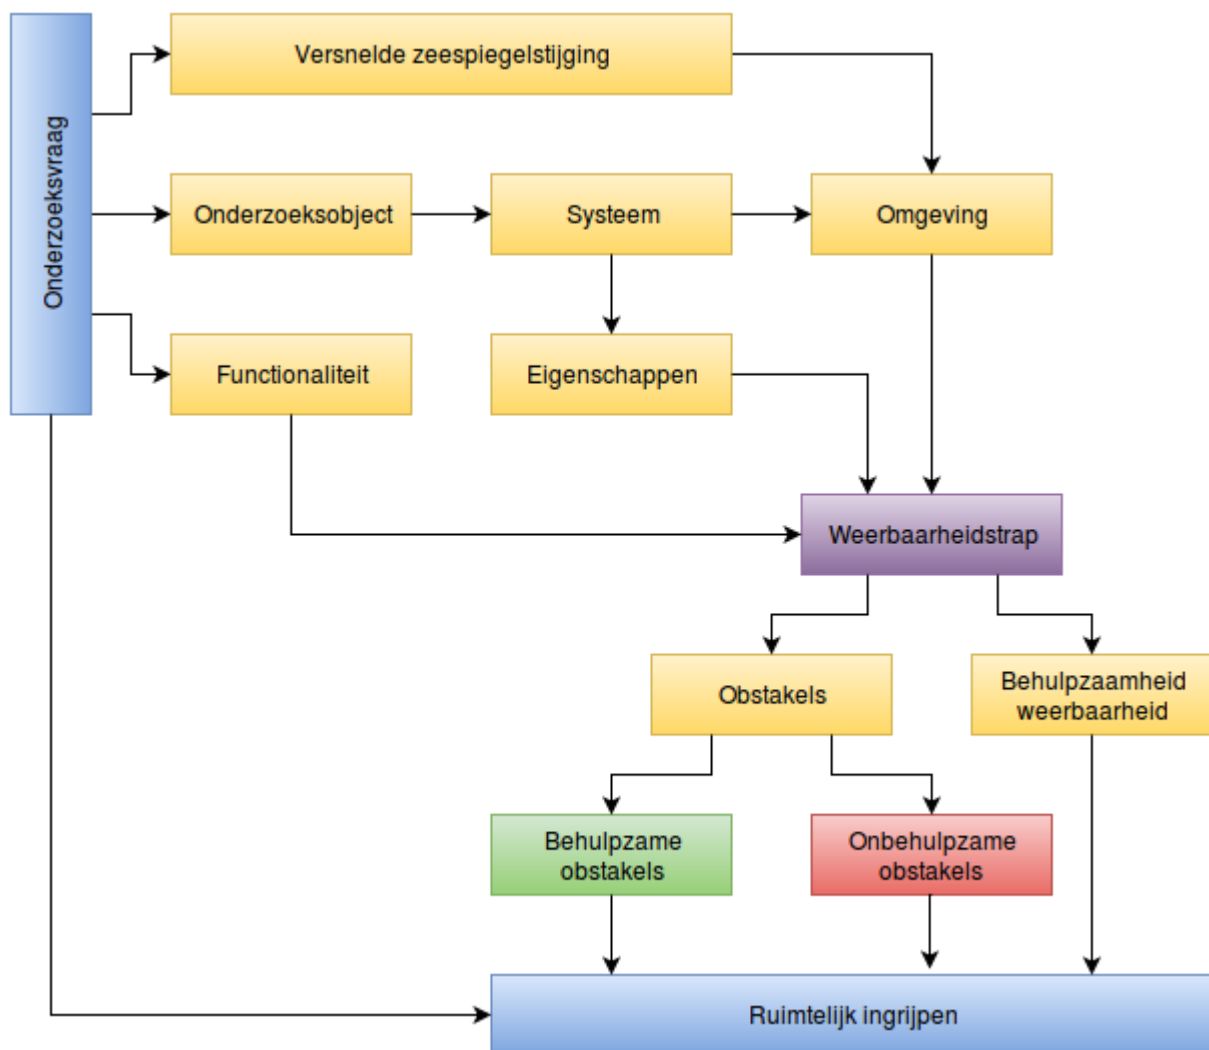 Onderzoeksvraag
Versnelde zeespiegelstijging
Onderzoeksobject
Systeem
Omgeving
Functionaliteit
Eigenschappen
Weerbaarheidstrap
Obstakels
Behulpzaamheid
weerbaarheid
Behulpzame
obstakels
Onbehulpzame
obstakels
Ruimtelijk ingrijpen